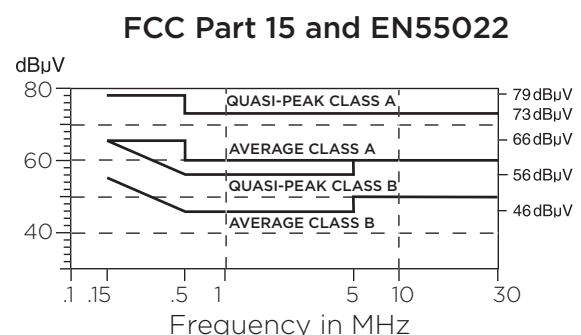 FCC Part 15 and EN55022
dBµV
80
60
40
QUASI-PEAK CLASS A
AVERAGE CLASS A
QUASI-PEAK CLASS B
AVERAGE CLASS B
79dBµV
73dBµV
66dBµV
56dBµV
46dBµV
.1 .15 .5 1 5 10 30
Frequency in MHz